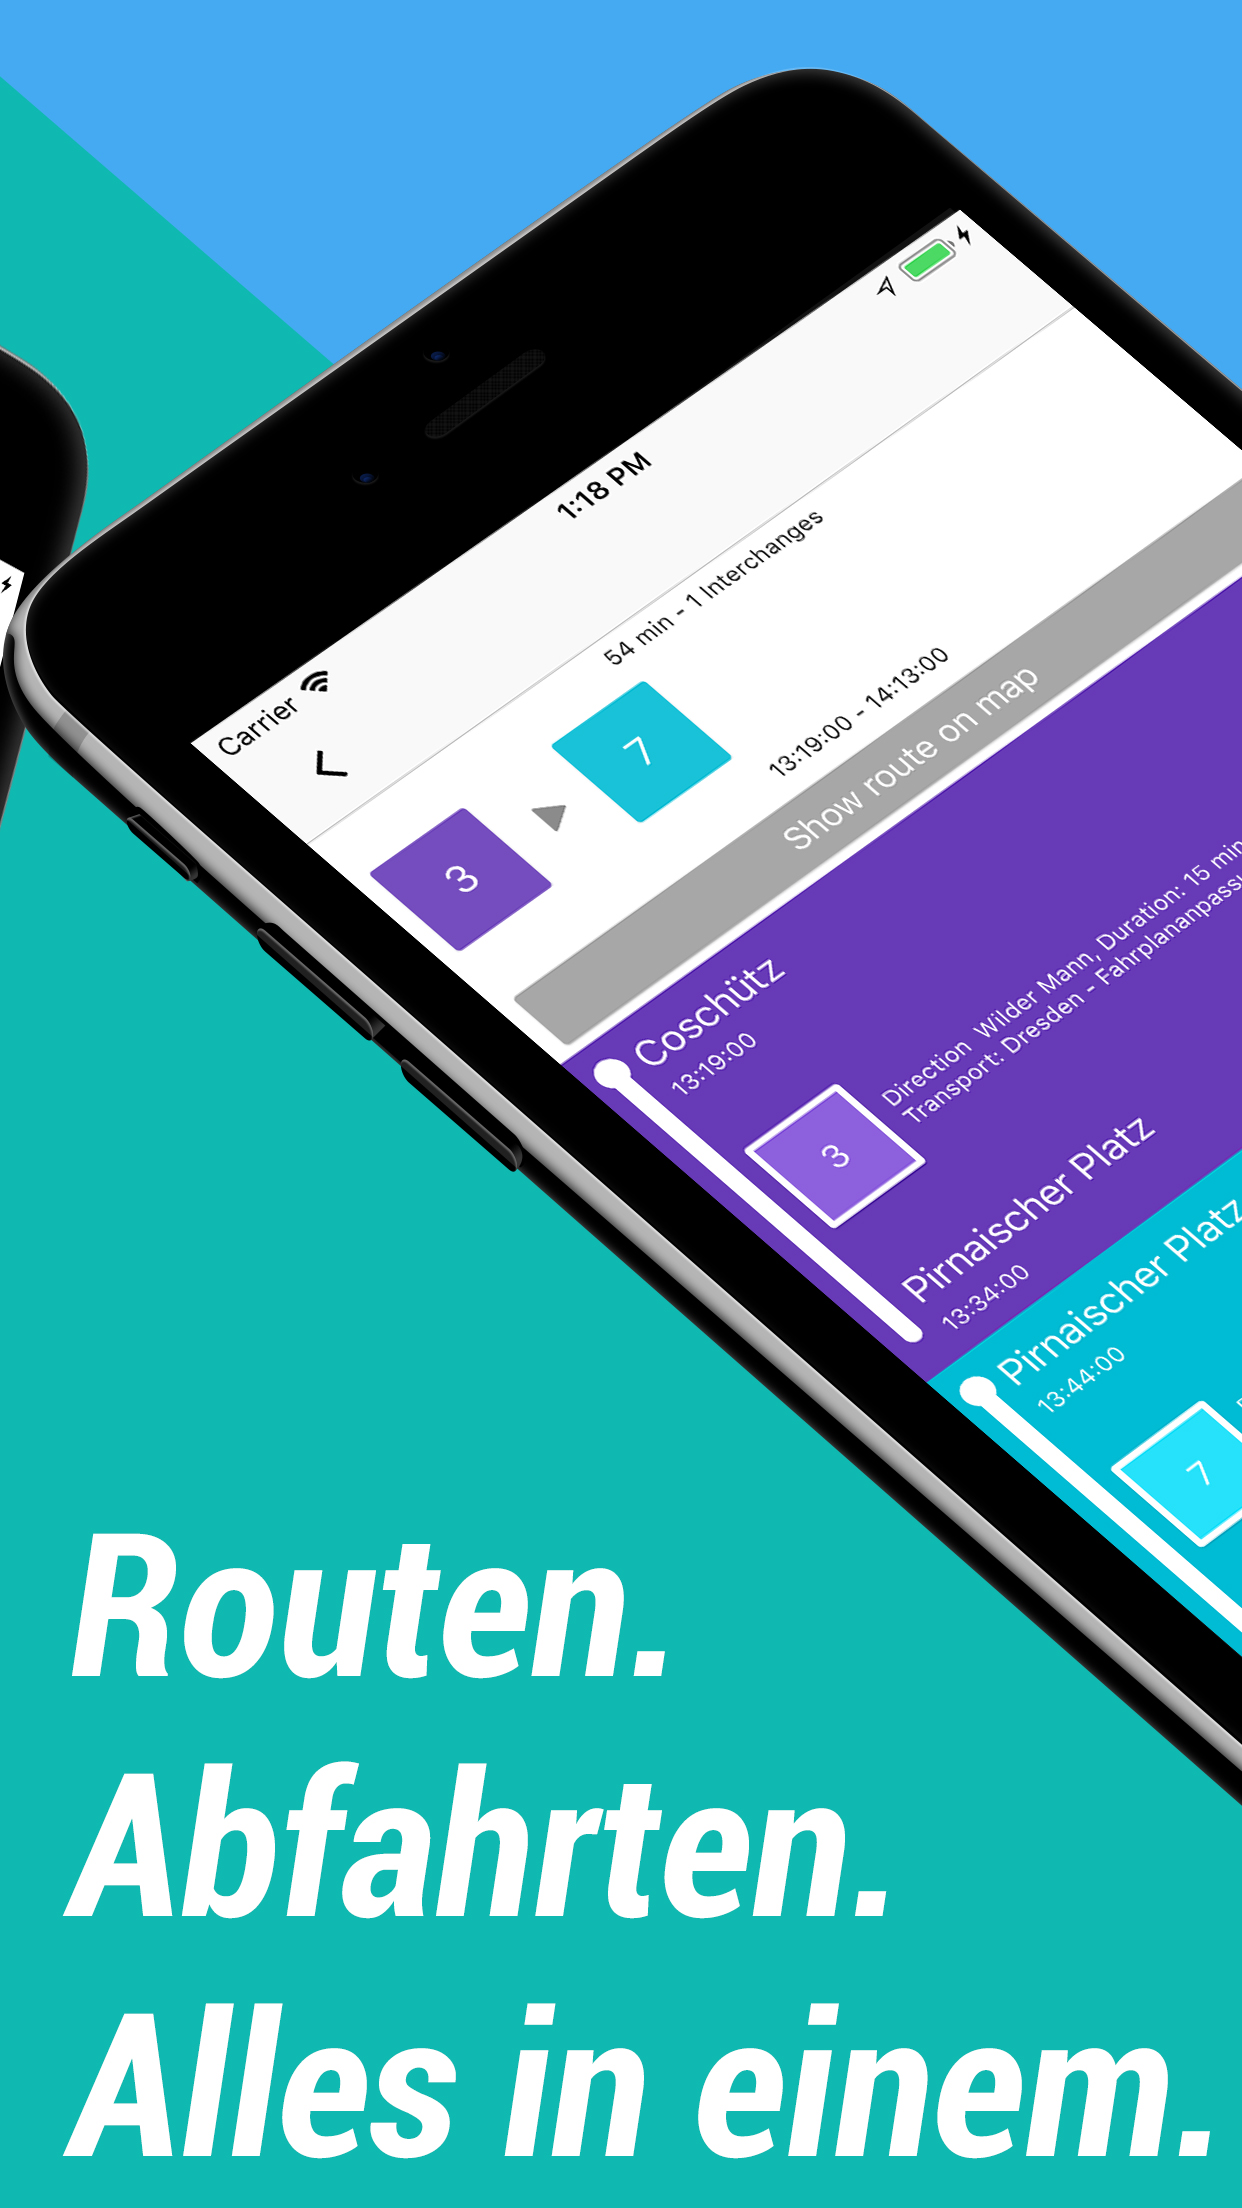 1:18 PM
Carrier
54 min - 1 Interchanges
3
7
13:19:00 - 14:13:00
Show route on map
Coschütz
13:19:00
3
Direction Wilder Mann, Duration: 15 min
Transport: Dresden -
Pirnaischer Platz
13:34:00
Pirnaischer Platz
13:44:00
7
Routen.
Abfahrten.
Alles in einem.